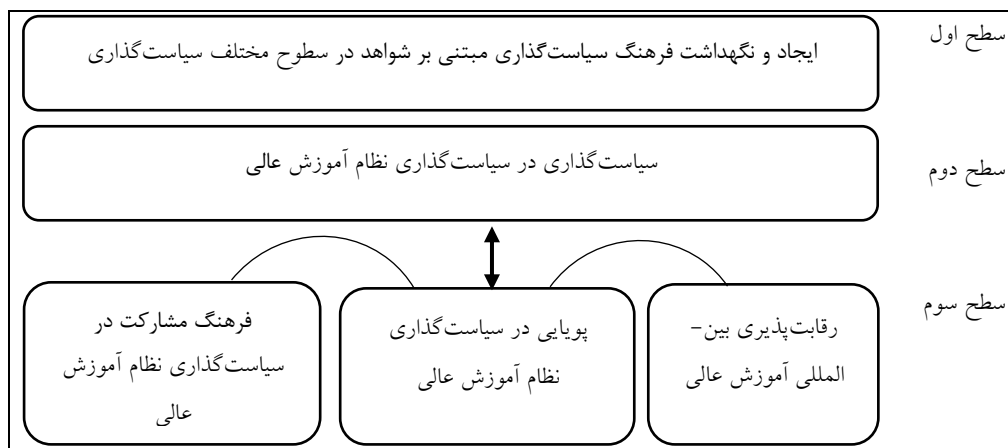 سطح اول
ایجاد و نگهداشت فرهنگ سیاست‌گذاری مبتنی بر شواهد در سطوح مختلف سیاست‌گذاری
سطح دوم
سیاست‌گذاری در سیاست‌گذاری نظام آموزش عالی
سطح سوم
رقابت‌پذیری بین-
المللی آموزش عالی
پویایی در سیاست‌گذاری
نظام آموزش عالی
فرهنگ مشارکت در
سیاست‌گذاری نظام آموزش
عالی